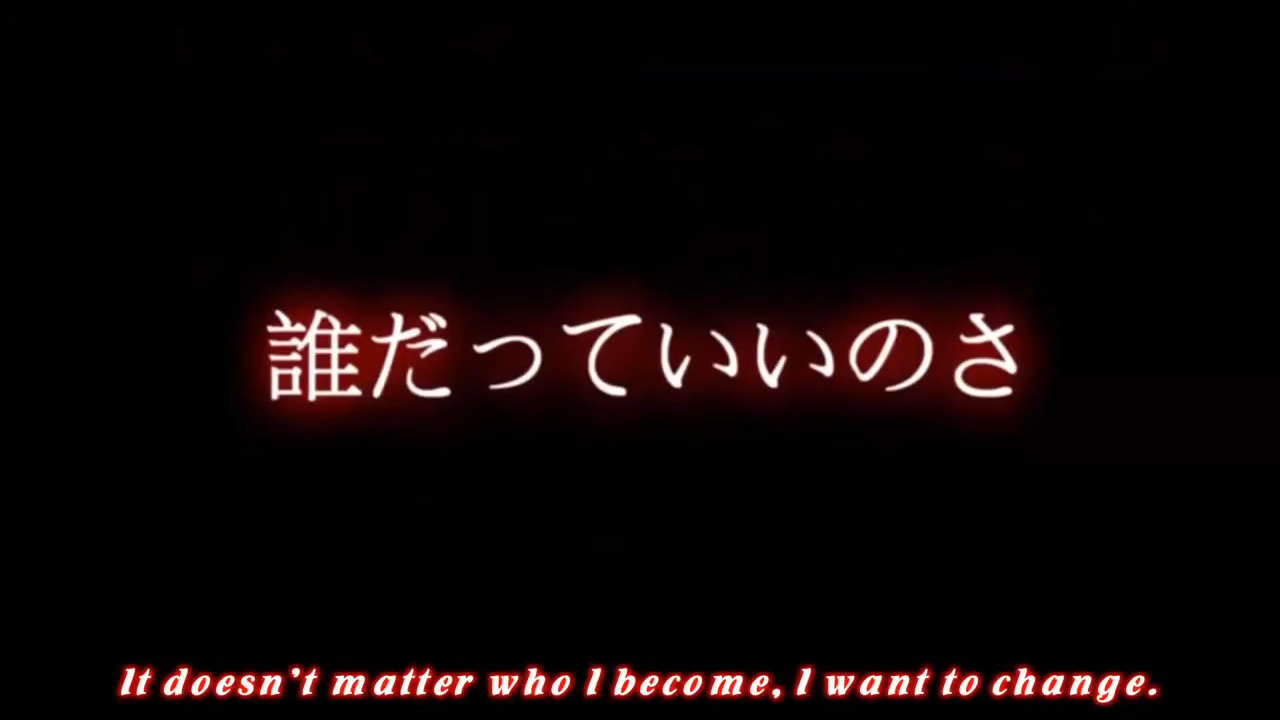 誰だっていいのさ
It doesn't matter who I become, I want to change.